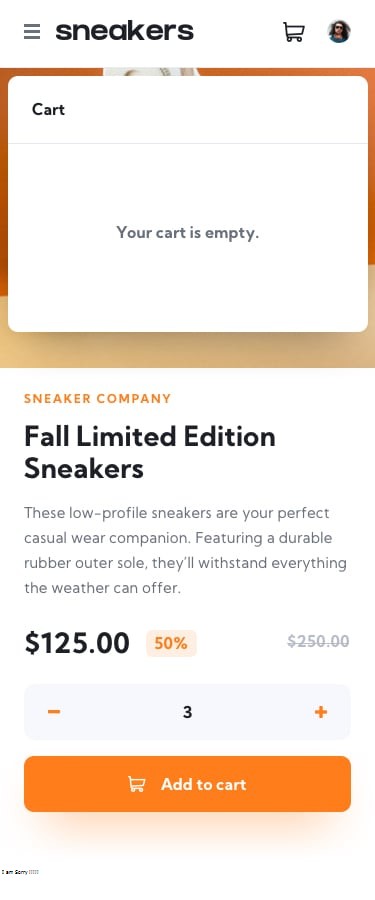 sneakers
Cart
Your cart is empty.
SNEAKER COMPANY
Fall Limited Edition
Sneakers
These low-profile sneakers are your perfect
casual wear companion. Featuring a durable
rubber outer sole, they’ll withstand everything
the weather can offer.
$125.00 50% $250.00
3
Add to cart
I am Sorry